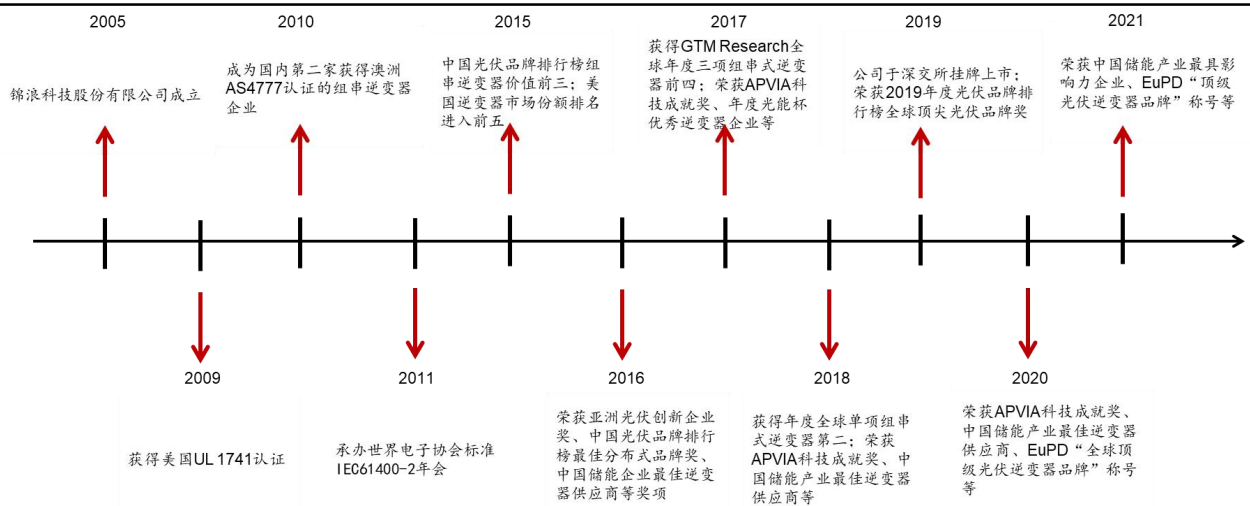 2005
锦浪科技股份有限公司成立
2010
成为国内第二家获得澳洲
AS4777认证的组串逆变器
企业
2015
中国光伏品牌排行榜组
串逆变器价值前三；美
国逆变器市场份额排名
进入前五
2017
获得GTM Research全
球年度三项组串式逆变
器前四；荣获APVIA科
技成就奖、年度光能杯
优秀逆变器企业等
2019
公司于深交所挂牌上市；
荣获2019年度光伏品牌排
行榜全球顶尖光伏品牌奖
2021
荣获中国储能产业最具影
响力企业、EuPD“顶级
光伏逆变器品牌”称号等
2009
获得美国UL 1741认证
2011
承办世界电子协会标准
IEC61400-2年会
2016
荣获亚洲光伏创新企业
奖、中国光伏品牌排行
榜最佳分布式品牌奖、
中国储能企业最佳逆变
器供应商等奖项
2018
获得年度全球单项组串
式逆变器第二；荣获
APVIA科技成就奖、中
国储能产业最佳逆变器
供应商等
2020
荣获APVIA科技成就奖、
中国储能产业最佳逆变器
供应商、EuPD“全球顶
级光伏逆变器品牌”称号
等